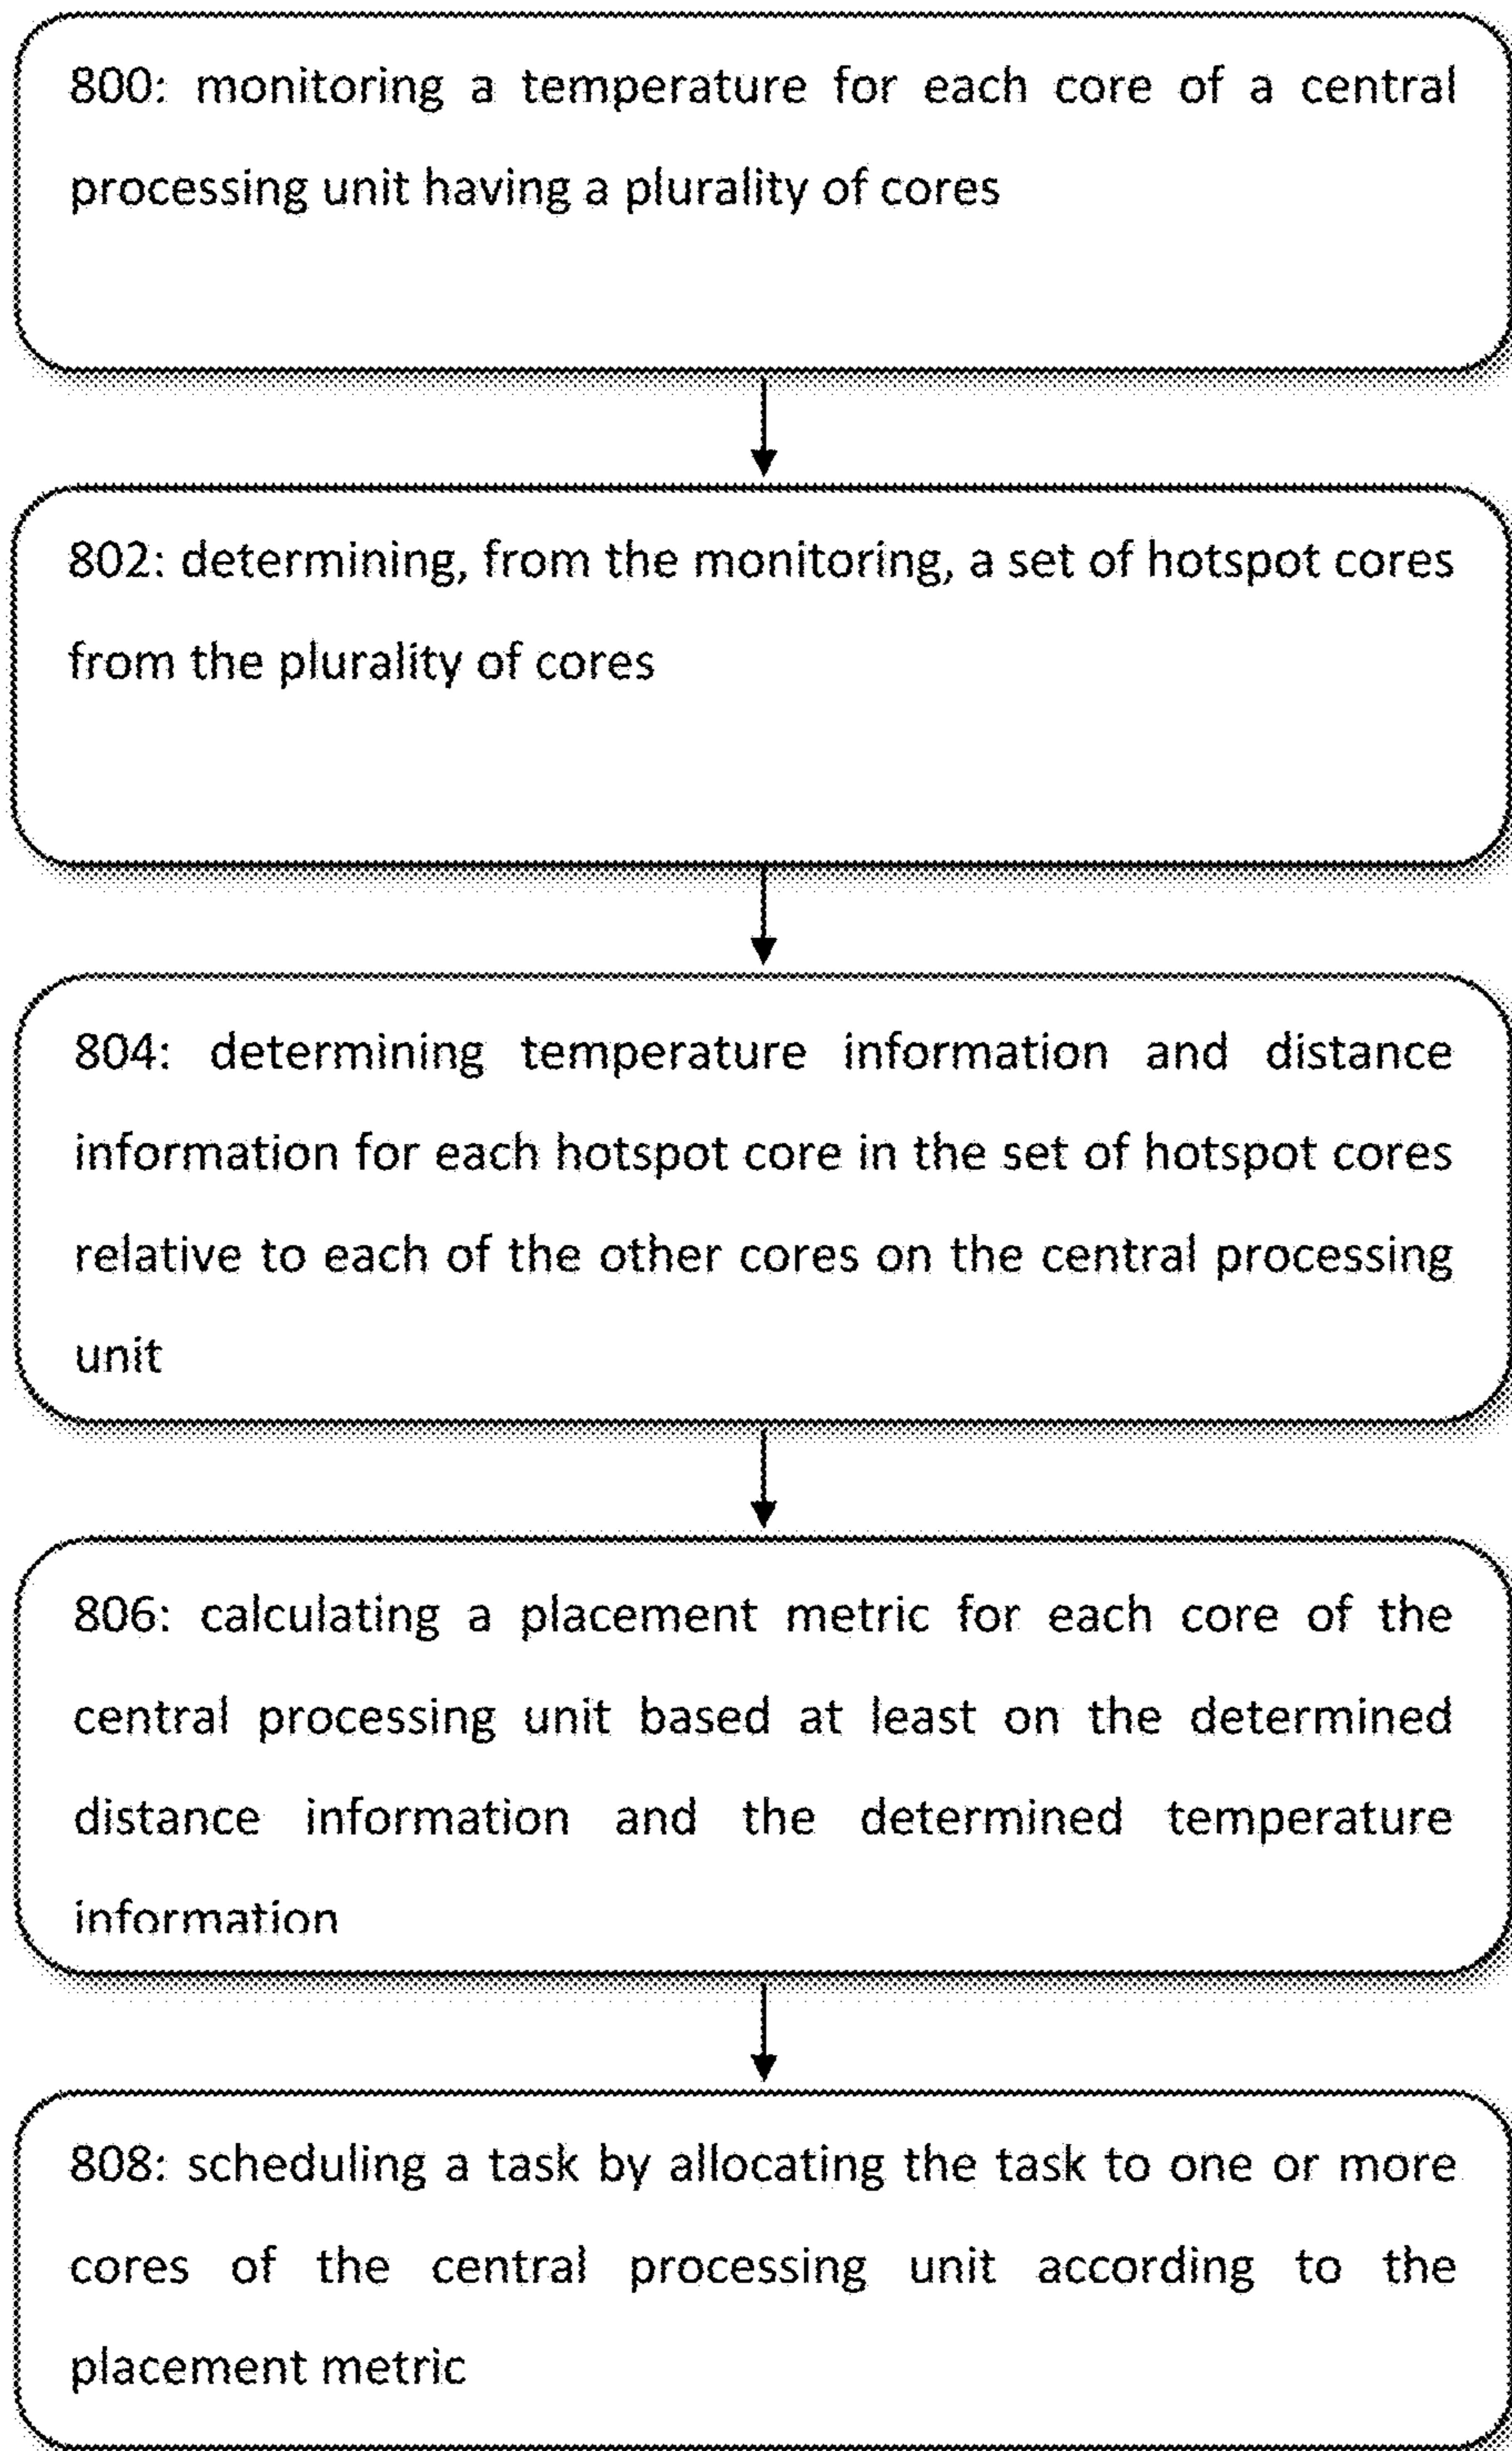 800: monitoring a temperature for each core of a central
processing unit having a plurality of cores
802: determining, from the monitoring, a set of hotspot cores
from the plurality of cores
804: determining temperature information and distance
information for each hotspot core in the set of hotspot cores
relative to each of the other cores on the central processing
unit
806: calculating a placement metric for each core of the
central processing unit based at least on the determined
distance information and the determined temperature
information
808: scheduling a task by allocating the task to one or more
cores of the central processing unit according to the
placement metric